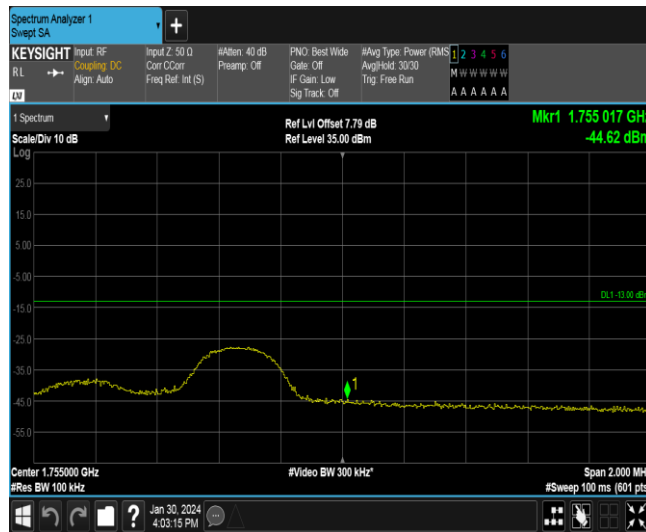 Spectrum Analyzer 1
Swept SA
KEYSIGHT
RL
LXI
Input: RF
Coupling: DC
Align: Auto
Input Z: 50 Ω
Corr CCorr
Freq Ref: Int (S)
#Atten: 40 dB
Preamp: Off
PNO: Best Wide
Gate: Off
IF Gain: Low
Sig Track: Off
#Avg Type: Power (RMS
Avg|Hold: 30/30
Trig: Free Run
1 2 3 4 5 6
M W W W W W
A A A A A A
1 Spectrum
Scale/Div 10 dB
Ref Lvl Offset 7.79 dB
Ref Level 35.00 dBm
Mkr1 1.755 017 GHz
-44.62 dBm
Log
25.0
15.0
5.00
-5.00
DL1 -13.00 dBm
-15.0
-25.0
-35.0
1
-45.0
-55.0
Center 1.755000 GHz
#Res BW 100 kHz
#Video BW 300 kHz*
Span 2.000 MH
#Sweep 100 ms (601 pts
Jan 30, 2024
4:03:15 PM